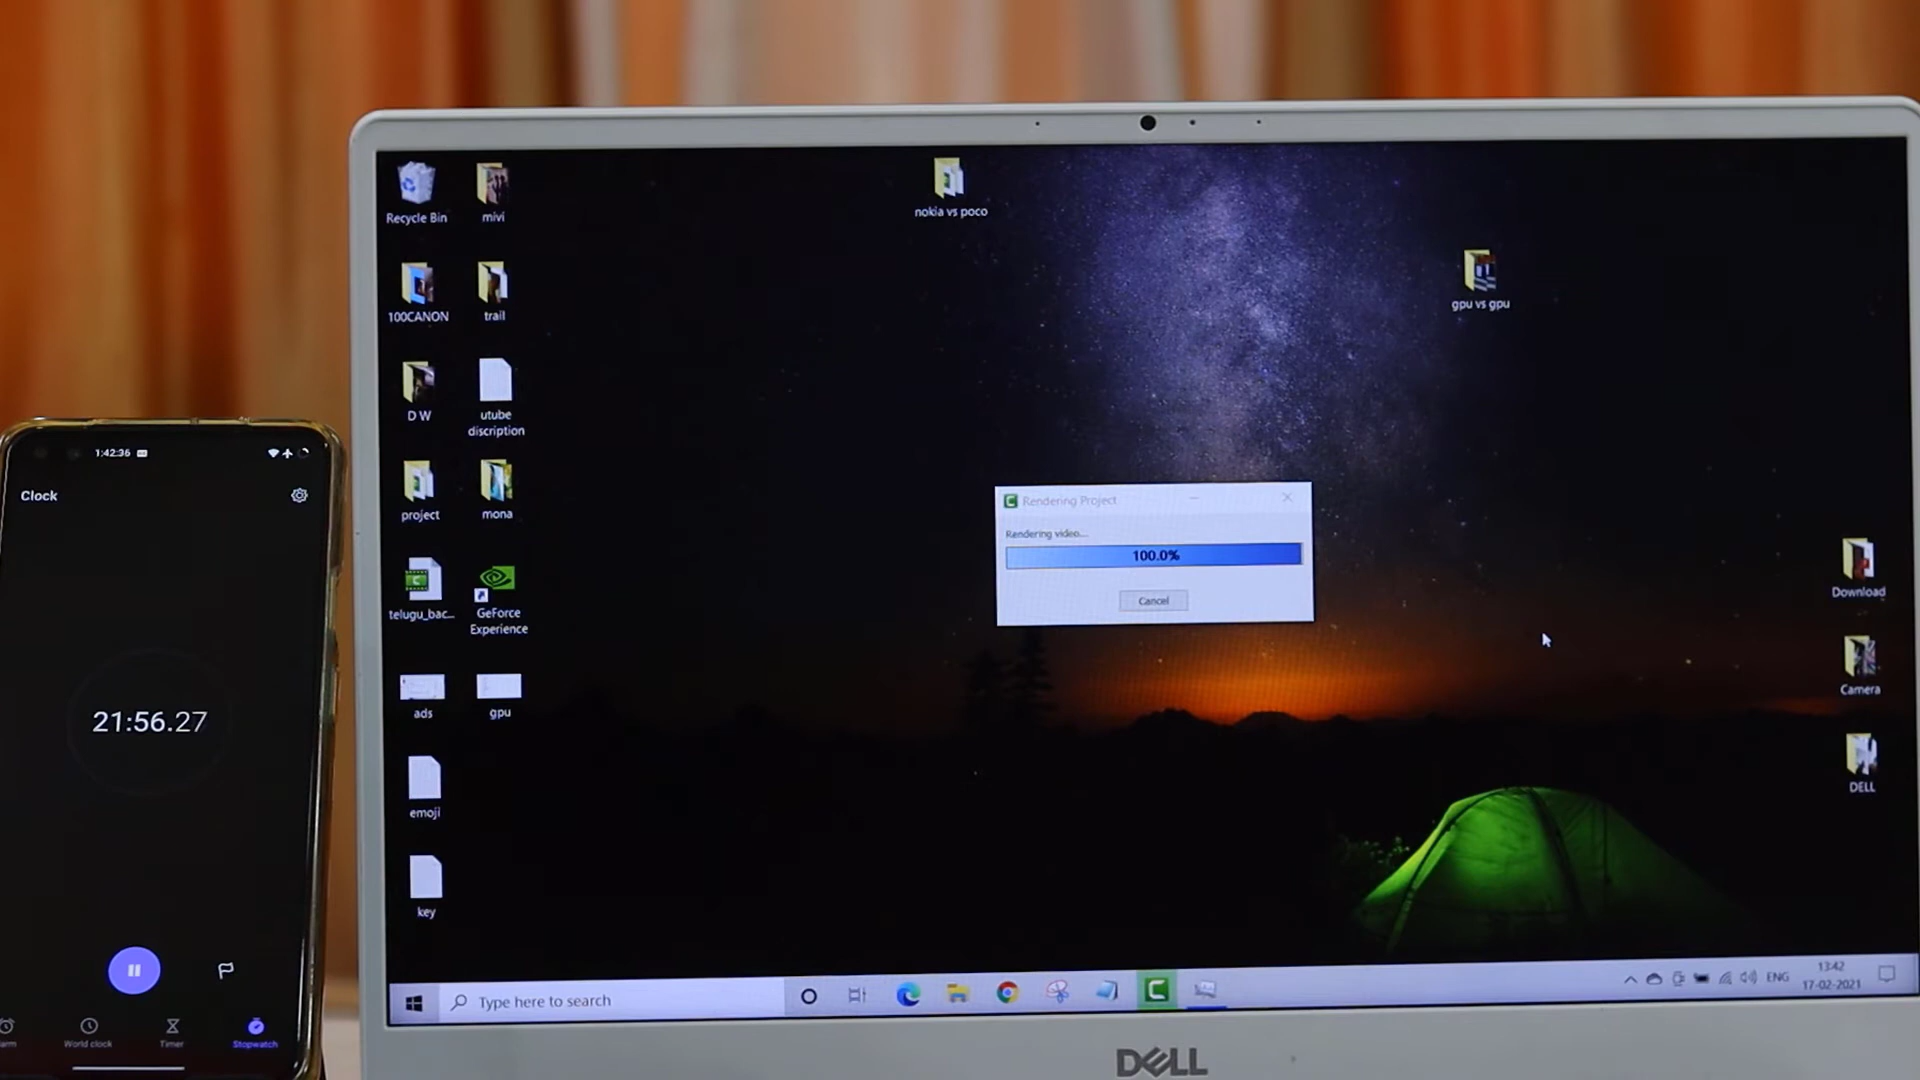 1:42:36
Clock
21:56.27
World clock
Timer
Stopwatch
Recycle Bin
mivi
nokia vs poco
gpu vs gpu
100CANON
trail
D W
utube
discription
project
mona
telugu_bac...
GeForce
Experience
ads
gpu
emoji
key
Rendering Project
Rendering video...
100.0%
Cancel
Download
Camera
DELL
Type here to search
ENG
13:42
17-02-2021
DELL